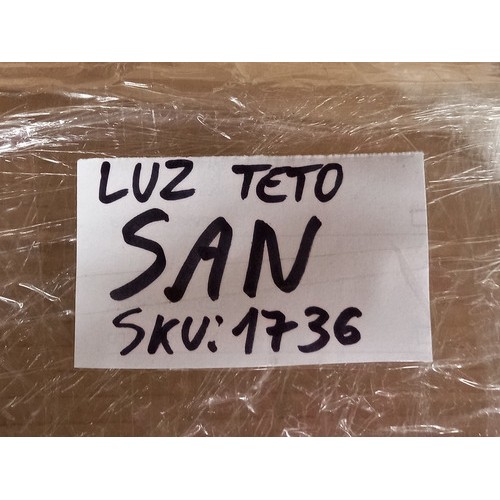 LUZ TETO
SAN
SKU: 1736